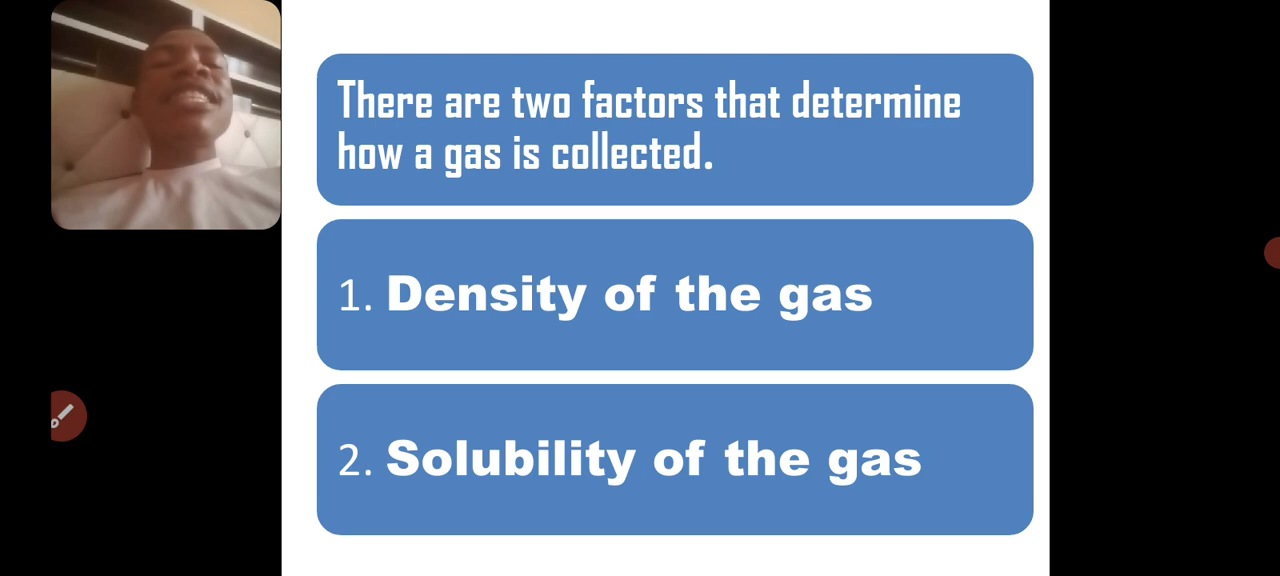 There are two factors that determine
how a gas is collected.
1. Density of the gas
2. Solubility of the gas